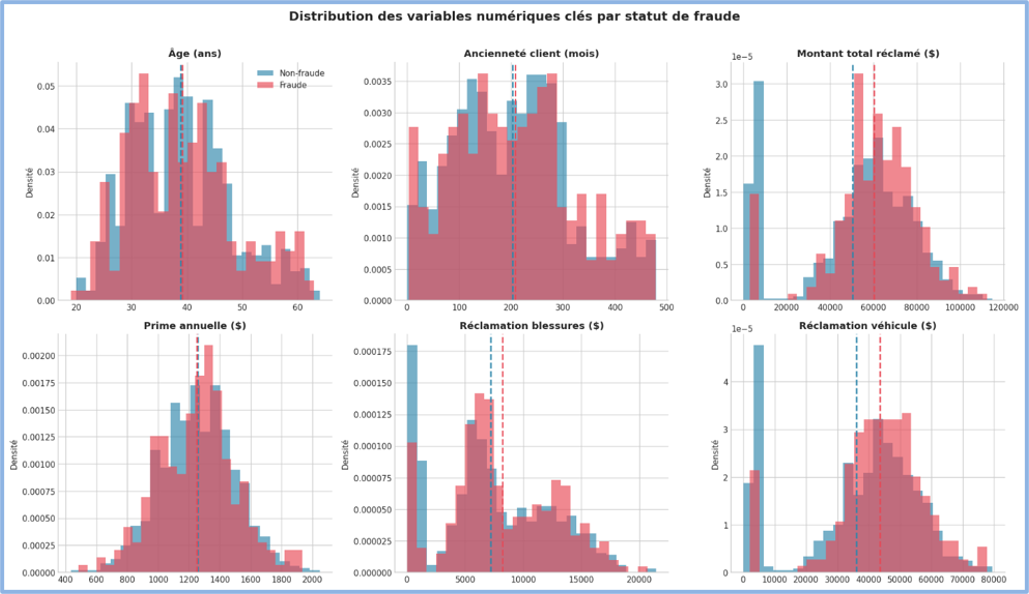 Distribution des variables numériques clés par statut de fraude
Âge (ans)
Densité
0.05
0.04
0.03
0.02
0.01
0.00
20 30 40 50 60
Non-fraude
Fraude
Ancienneté client (mois)
Densité
0.0035
0.0030
0.0025
0.0020
0.0015
0.0010
0.0005
0.0000
0 100 200 300 400 500
Montant total réclamé ($)
1e−5
Densité
3.0
2.5
2.0
1.5
1.0
0.5
0.0
0 20000 40000 60000 80000 100000 120000
Prime annuelle ($)
Densité
0.00200
0.00175
0.00150
0.00125
0.00100
0.00075
0.00050
0.00025
0.00000
400 600 800 1000 1200 1400 1600 1800 2000
Réclamation blessures ($)
Densité
0.000175
0.000150
0.000125
0.000100
0.000075
0.000050
0.000025
0.000000
0 5000 10000 15000 20000
Réclamation véhicule ($)
1e−5
Densité
4
3
2
1
0
0 10000 20000 30000 40000 50000 60000 70000 80000